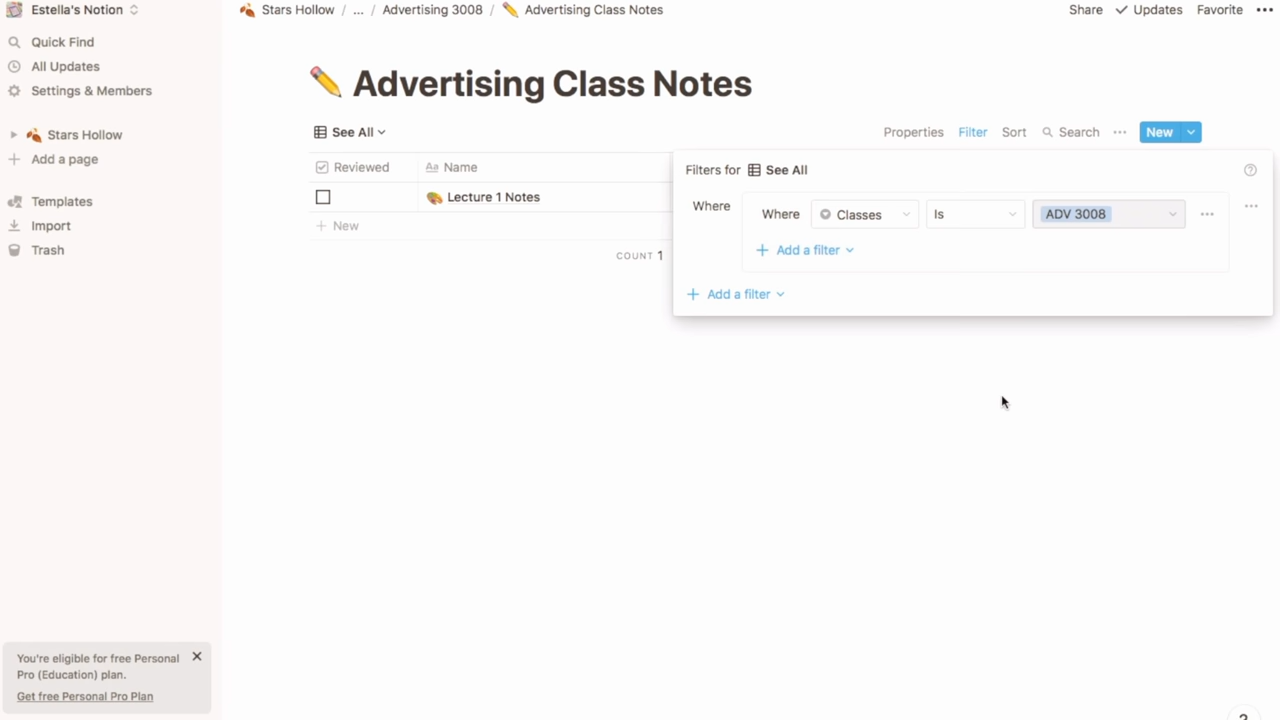 Estella's Notion
Stars Hollow / ... / Advertising 3008 / Advertising Class Notes
Share Updates Favorite
Quick Find
All Updates
Settings & Members
Stars Hollow
Add a page
Templates
Import
Trash
Advertising Class Notes
See All
Properties Filter Sort Search New
Reviewed Aa Name
Lecture 1 Notes
New
COUNT 1
Filters for See All
Where
Where Classes Is ADV 3008
Add a filter
Add a filter
You're eligible for free Personal
Pro (Education) plan.
Get free Personal Pro Plan